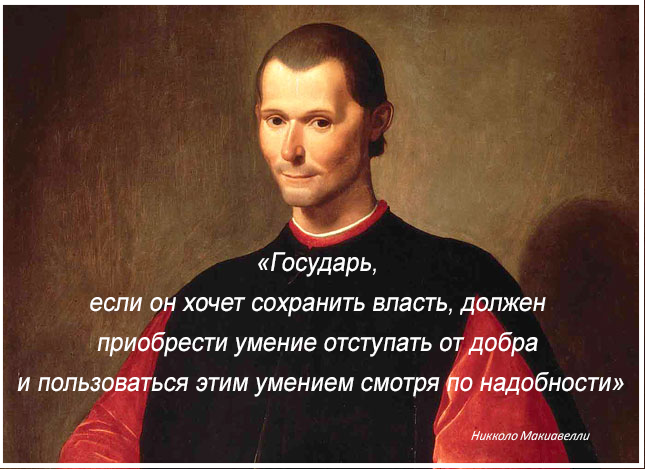 «Государь,
если он хочет сохранить власть, должен
приобрести умение отступать от добра
и пользоваться этим умением смотря по надобности»
Никколо Макиавелли